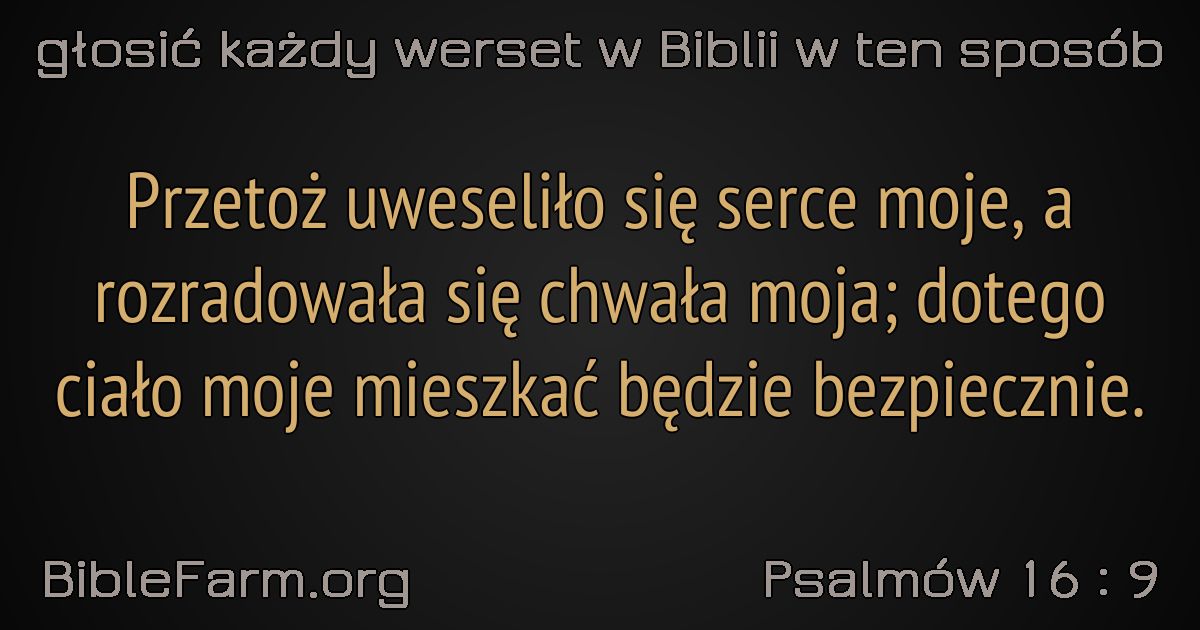 głosić każdy werset w Biblii w ten sposób
Przetoż uweseliło się serce moje, a
rozradowała się chwała moja; dotego
ciało moje mieszkać będzie bezpiecznie.
BibleFarm.org
Psalmów 16 : 9